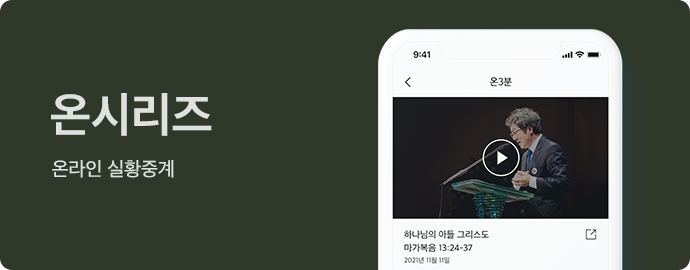 온시리즈
온라인 실황중계
9:41
온3분
하나님의 아들 그리스도
마가복음 13:24-37
2021년 11월 11일